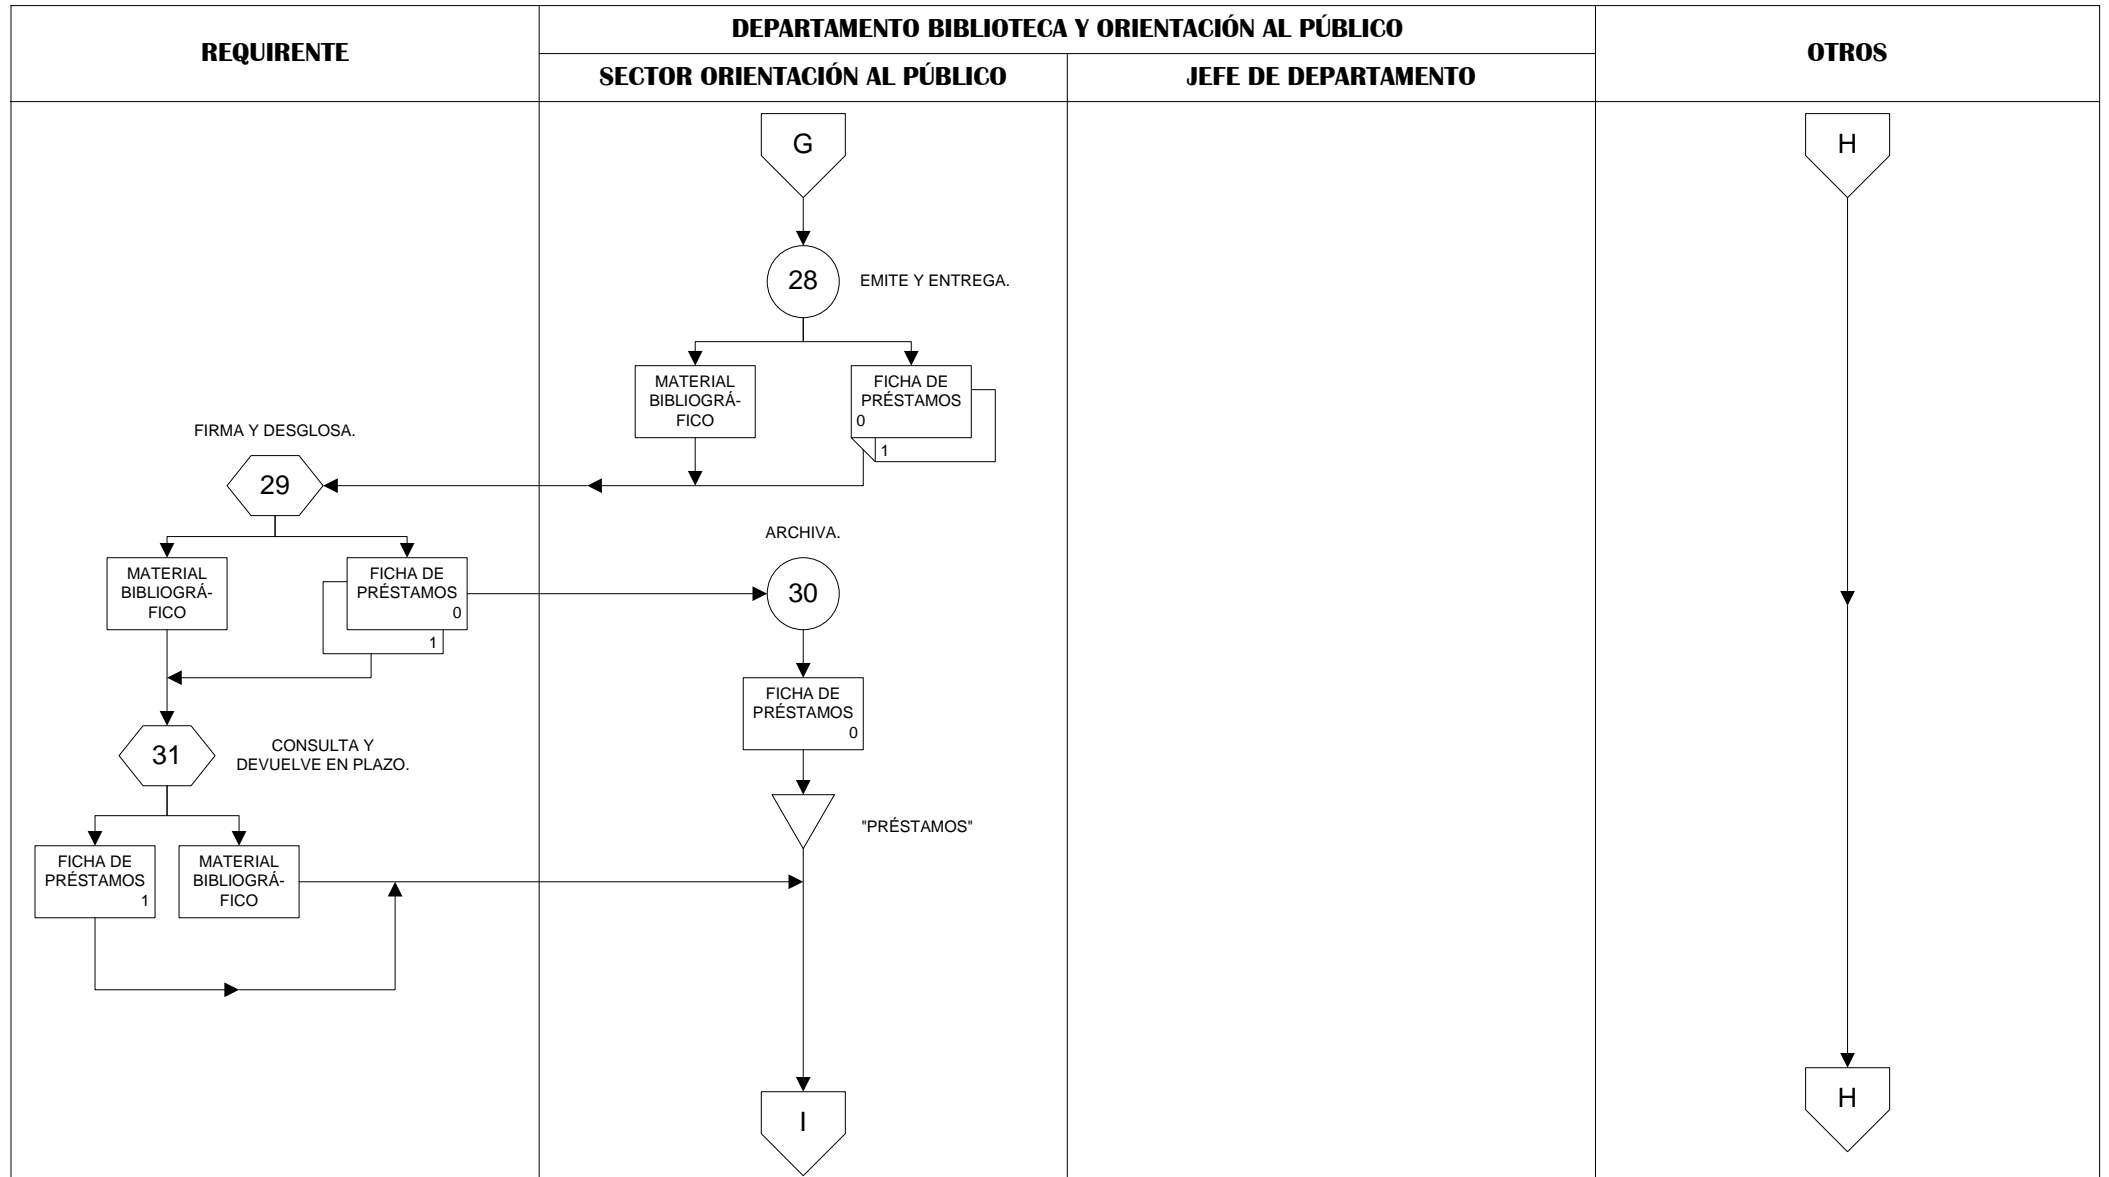 REQUIRENTE
DEPARTAMENTO BIBLIOTECA Y ORIENTACIÓN AL PÚBLICO
SECTOR ORIENTACIÓN AL PÚBLICO
JEFE DE DEPARTAMENTO
OTROS
G
H
28
EMITE Y ENTREGA.
MATERIAL
BIBLIOGRÁ-
FICO
FICHA DE
PRÉSTAMOS
0
1
FIRMA Y DESGLOSA.
29
MATERIAL
BIBLIOGRÁ-
FICO
FICHA DE
PRÉSTAMOS
0
1
ARCHIVA.
30
FICHA DE
PRÉSTAMOS
0
31
CONSULTA Y
DEVUELVE EN PLAZO.
"PRÉSTAMOS"
FICHA DE
PRÉSTAMOS
1
MATERIAL
BIBLIOGRÁ-
FICO
I
H